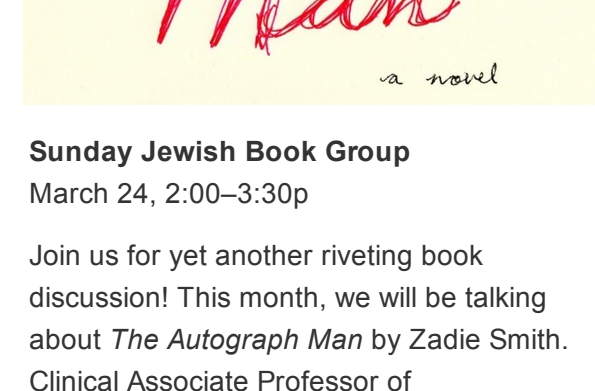 Man
a novel
Sunday Jewish Book Group
March 24, 2:00–3:30p
Join us for yet another riveting book
discussion! This month, we will be talking
about The Autograph Man by Zadie Smith.
Clinical Associate Professor of